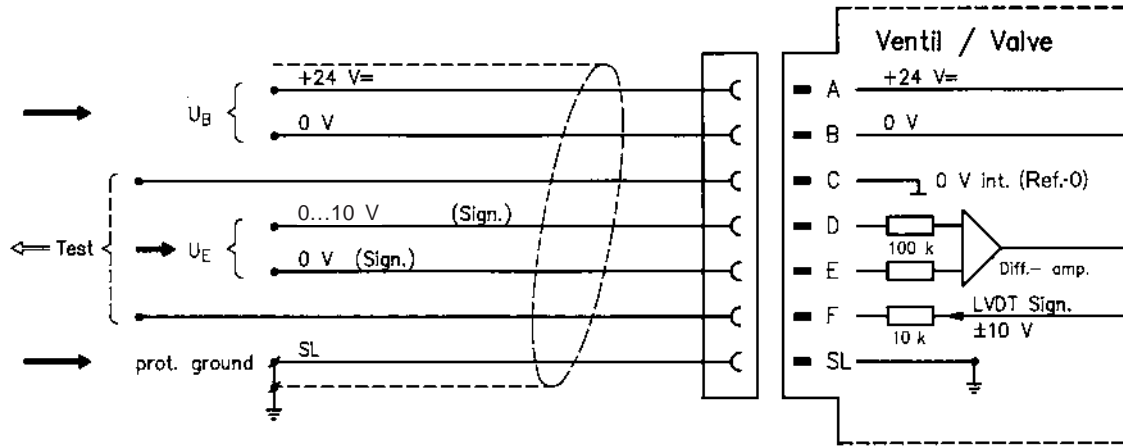 Ventil / Valve
+24 V= A +24 V=
U_B
0 V B 0 V
C 0 V int. (Ref.-0)
0...10 V (Sign.) D
100 k
Test U_E
0 V (Sign.) E Diff.- amp.
F LVDT Sign.
10 k ±10 V
prot. ground SL SL